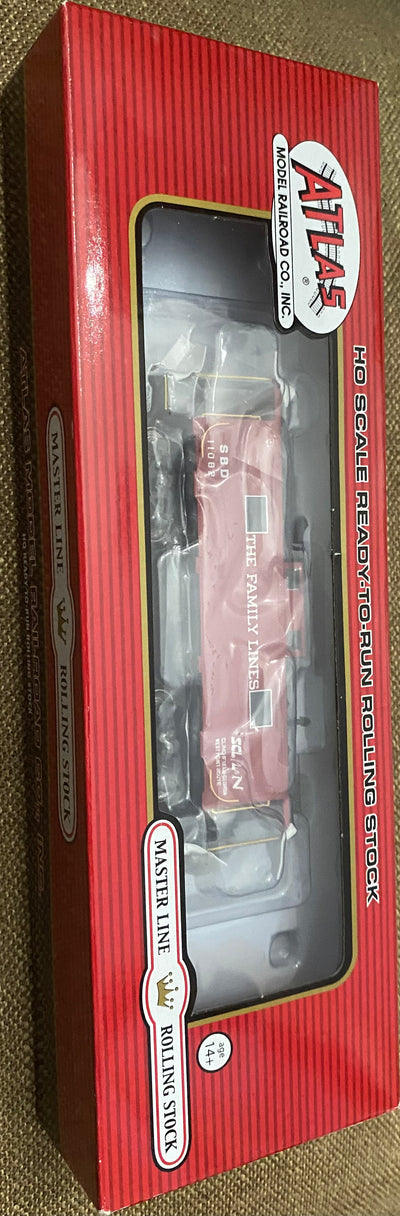 ATLAS
®
MODEL RAILROAD CO., INC.
HO SCALE READY-TO-RUN ROLLING STOCK
SBD
11082
THE FAMILY LINES
SCL/L&N
MASTER LINE ROLLING STOCK
age
14+
MASTER LINE ROLLING STOCK